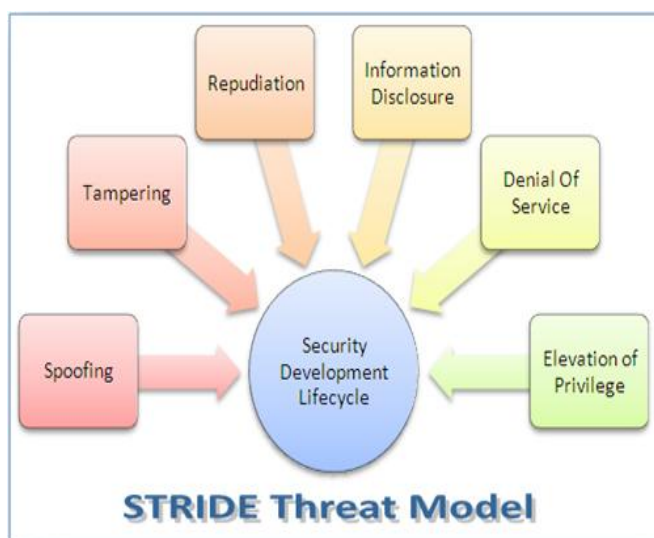 Repudiation
Information
Disclosure
Tampering
Denial Of
Service
Spoofing
Security
Development
Lifecycle
Elevation of
Privilege
STRIDE Threat Model